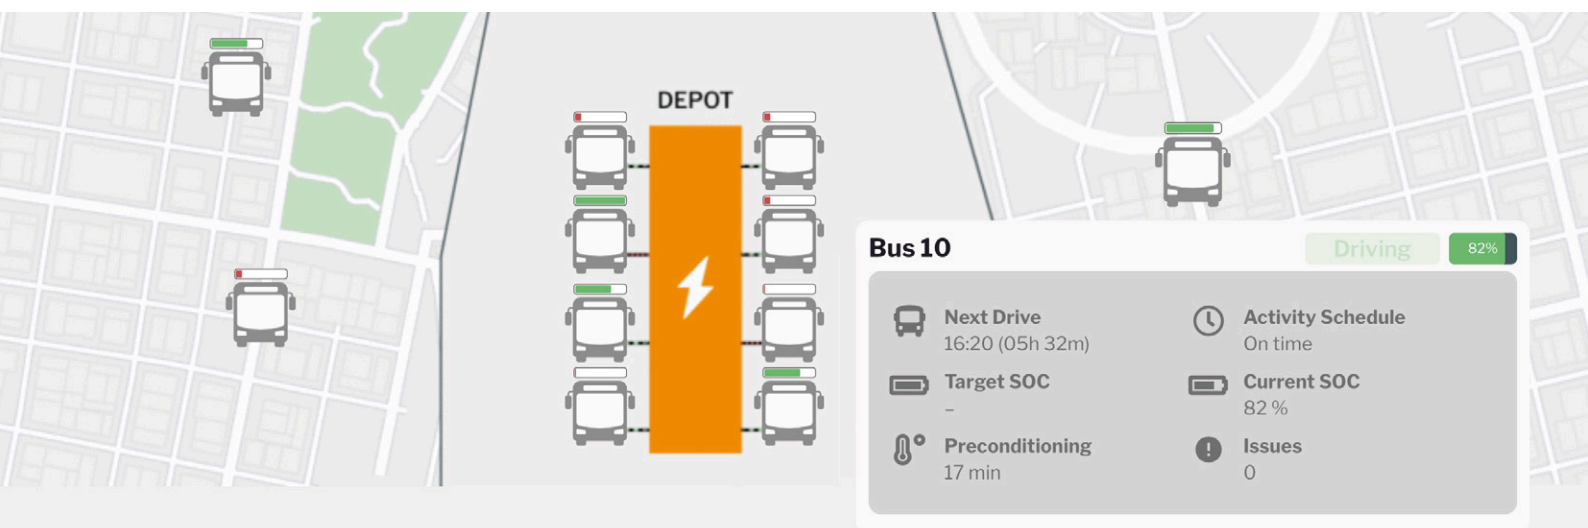 DEPOT
Bus 10
Driving
82%
Next Drive
16:20 (05h 32m)
Activity Schedule
On time
Target SOC
–
Current SOC
82 %
Preconditioning
17 min
Issues
0